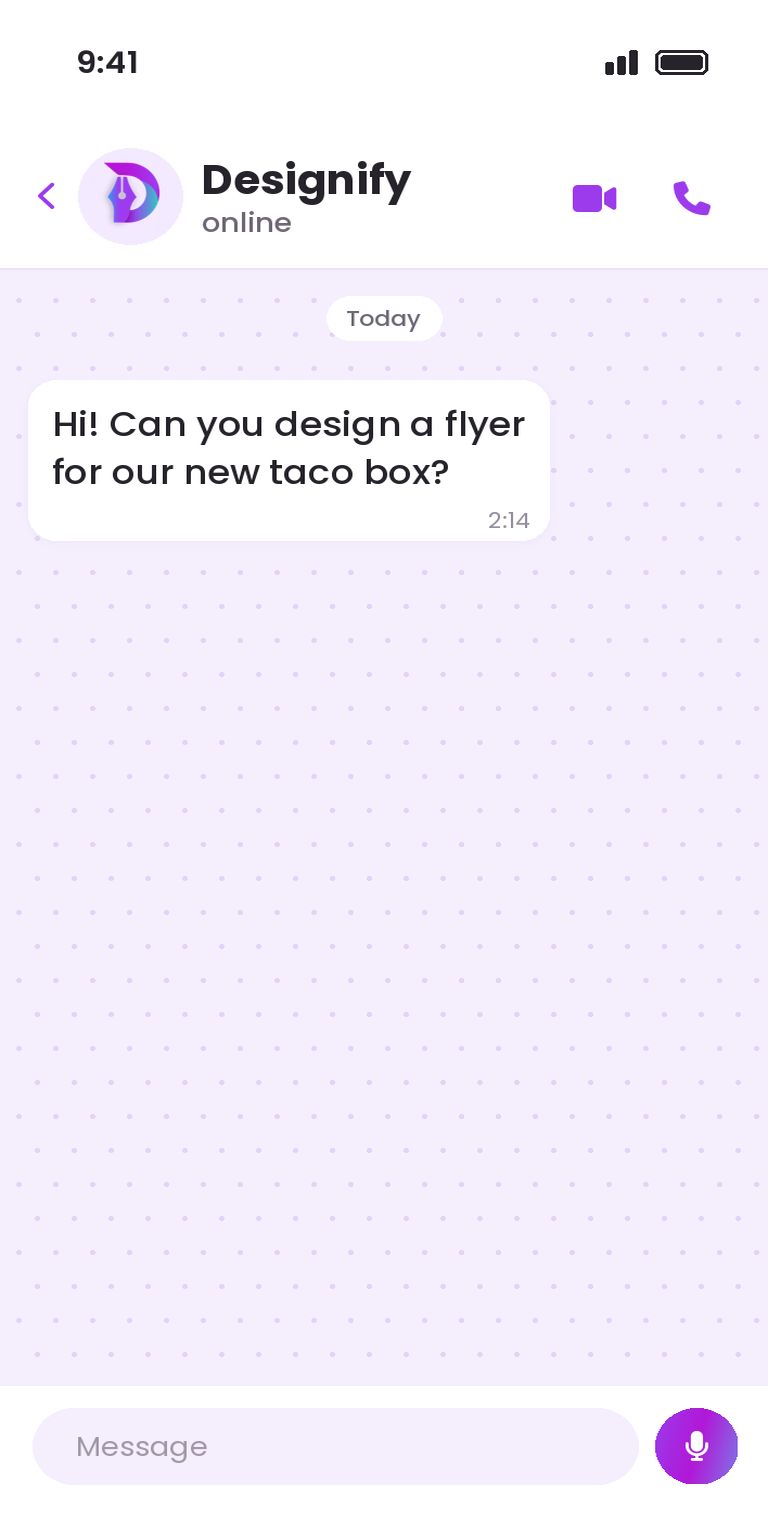 9:41
Designify
online
Today
Hi! Can you design a flyer
for our new taco box?
2:14
Message